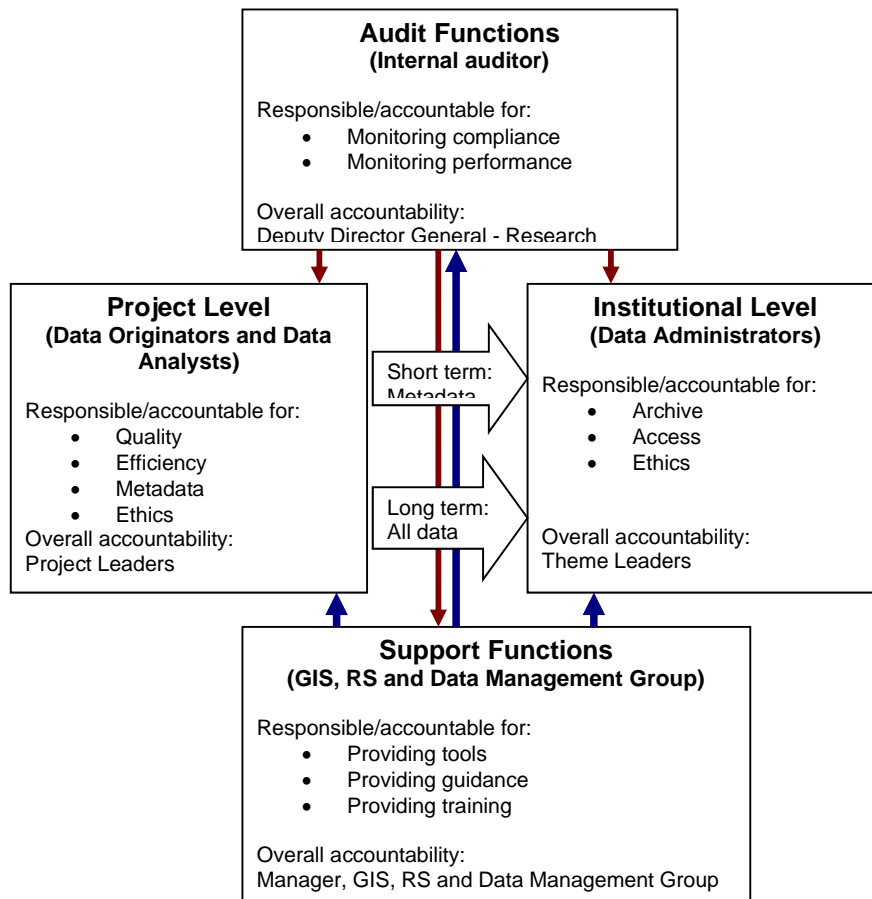 Audit Functions
(Internal auditor)
Responsible/accountable for:
• Monitoring compliance
• Monitoring performance
Overall accountability:
Deputy Director General - Research
Project Level
(Data Originators and Data
Analysts)
Responsible/accountable for:
• Quality
• Efficiency
• Metadata
• Ethics
Overall accountability:
Project Leaders
Short term:
Metadata
Long term:
All data
Institutional Level
(Data Administrators)
Responsible/accountable for:
• Archive
• Access
• Ethics
Overall accountability:
Theme Leaders
Support Functions
(GIS, RS and Data Management Group)
Responsible/accountable for:
• Providing tools
• Providing guidance
• Providing training
Overall accountability:
Manager, GIS, RS and Data Management Group